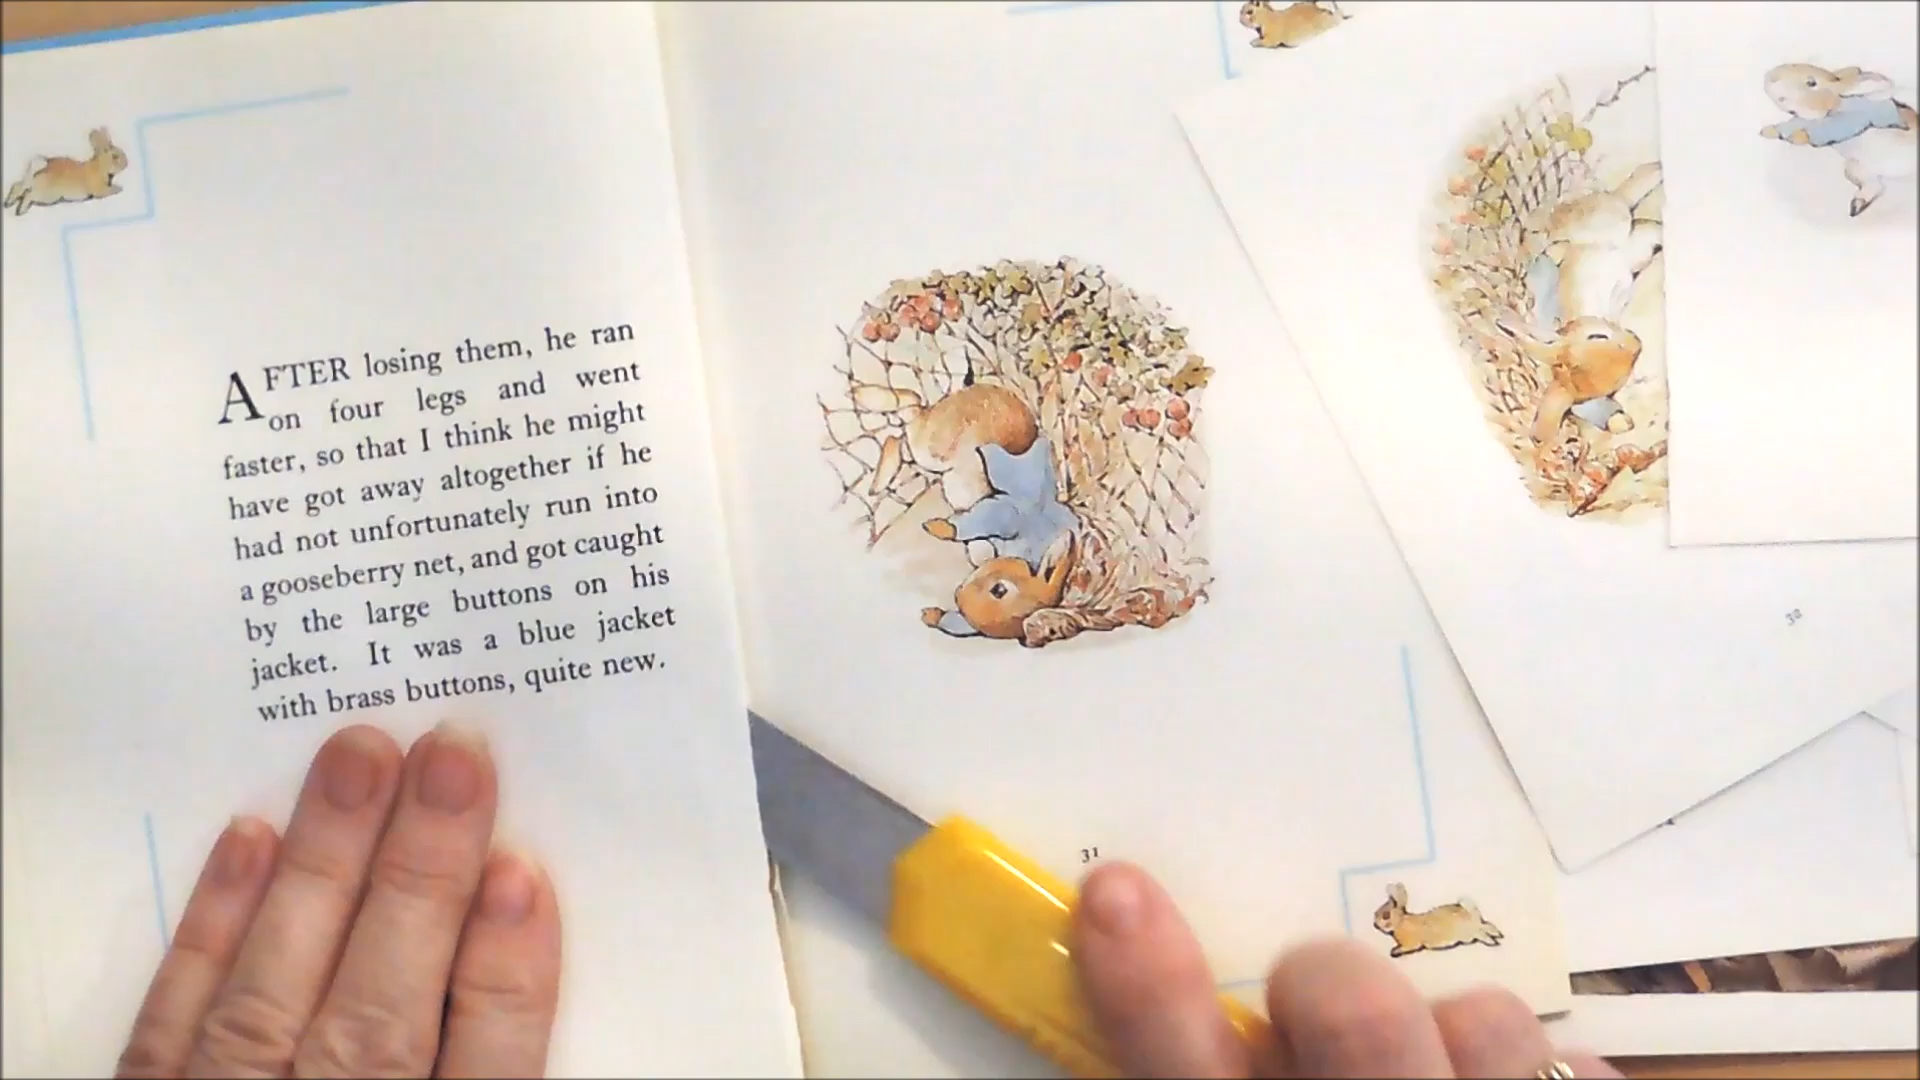 AFTER losing them, he ran
on four legs and went
faster, so that I think he might
have got away altogether if he
had not unfortunately run into
a gooseberry net, and got caught
by the large buttons on his
jacket. It was a blue jacket
with brass buttons, quite new.
31